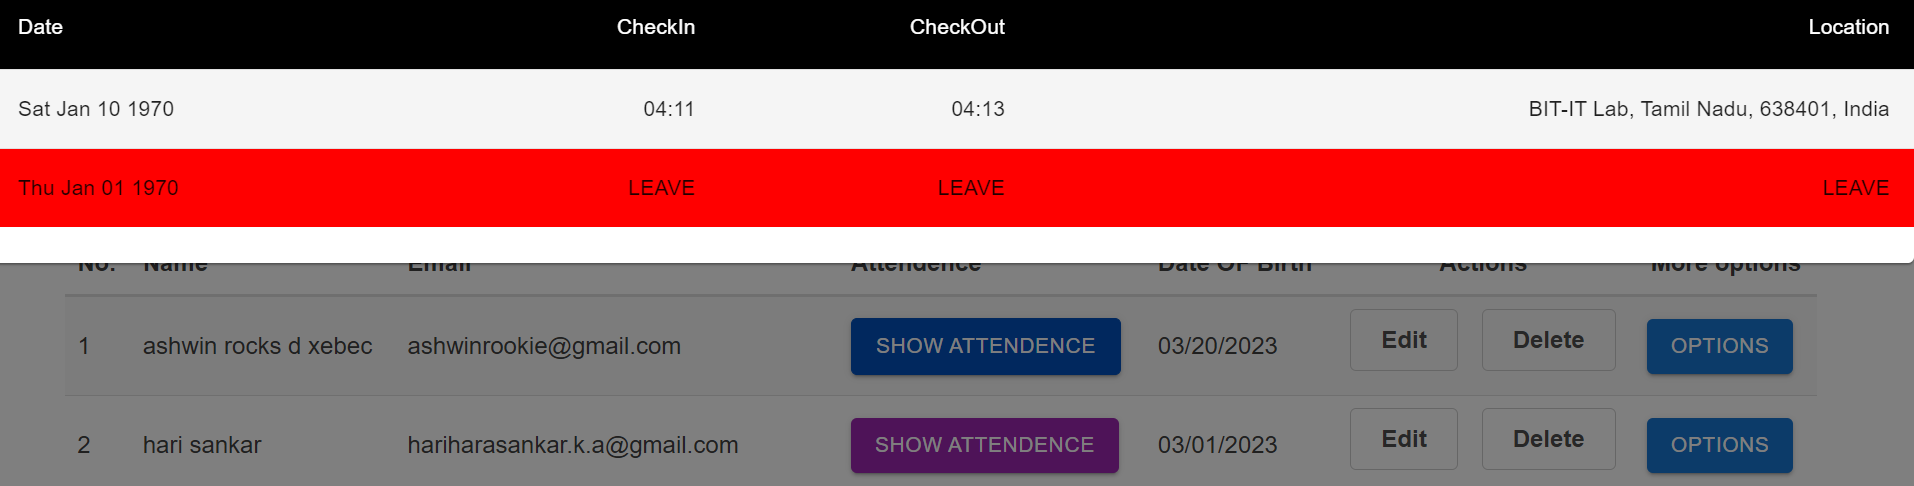 Date CheckIn CheckOut Location
Sat Jan 10 1970 04:11 04:13 BIT-IT Lab, Tamil Nadu, 638401, India
Thu Jan 01 1970 LEAVE LEAVE LEAVE
No. Name Email Attendence Date OF Birth Actions More options
1 ashwin rocks d xebec ashwinrookie@gmail.com SHOW ATTENDENCE 03/20/2023 Edit Delete OPTIONS
2 hari sankar hariharasankar.k.a@gmail.com SHOW ATTENDENCE 03/01/2023 Edit Delete OPTIONS